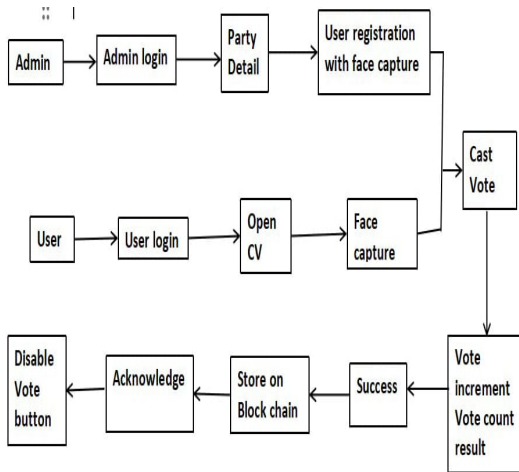 Admin
Admin login
Party
Detail
User registration
with face capture
Cast
Vote
User
User login
Open
CV
Face
capture
Disable
Vote
button
Acknowledge
Store on
Block chain
Success
Vote
increment
Vote count
result